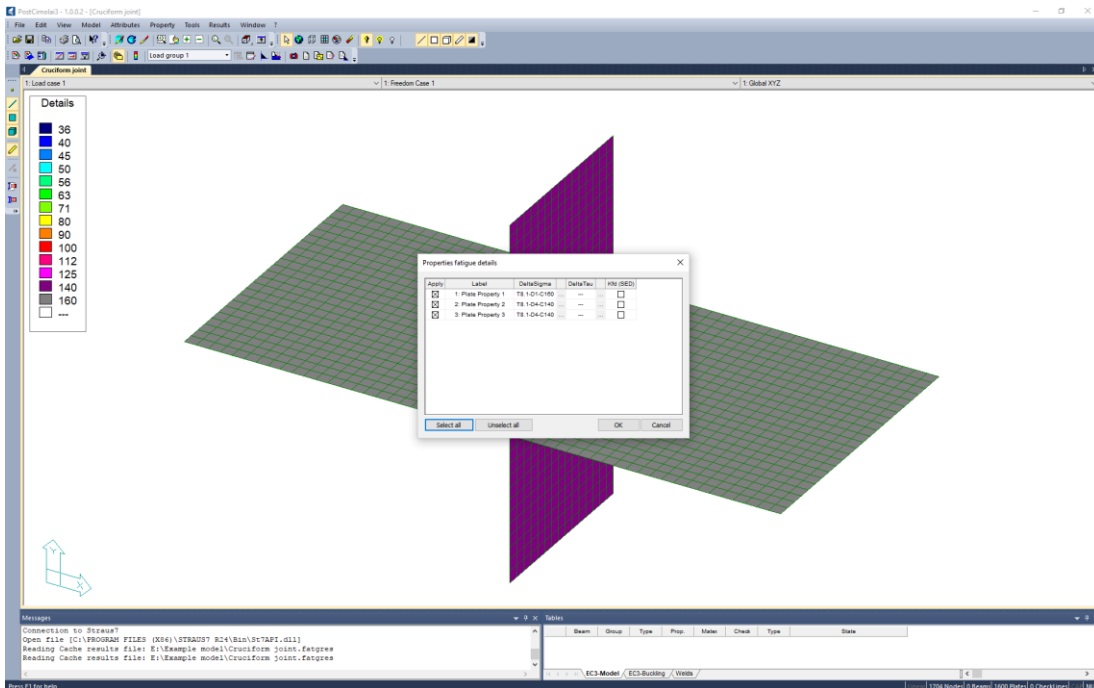 PostCimolai3 - 1.0.0.2 - [Cruciform joint]
File Edit View Model Attributes Property Tools Results Window ?
Load group 1
Cruciform joint
1: Load case 1 1: Freedom Case 1 1: Global XYZ
Details
36
40
45
50
56
63
71
80
90
100
112
125
140
160
---
Properties fatigue details
Apply Label DeltaSigma DeltaTau Kfd (SED)
1: Plate Property 1 T8.1-D1-C160 ... --- ...
2: Plate Property 2 T8.1-D4-C140 ... --- ...
3: Plate Property 3 T8.1-D4-C140 ... --- ...
Select all Unselect all OK Cancel
Y
X
Messages
Connection to Straus7
Open file [C:\PROGRAM FILES (X86)\STRAUS7 R24\Bin\St7API.dll]
Reading Cache results file: E:\Example model\Cruciform joint.fatgres
Reading Cache results file: E:\Example model\Cruciform joint.fatgres
Tables
Beam Group Type Prop. Mater. Check Type State
EC3-Model EC3-Buckling Welds
Press F1 for help
1704 Nodes 0 Beams 1600 Plates 0 CheckLines